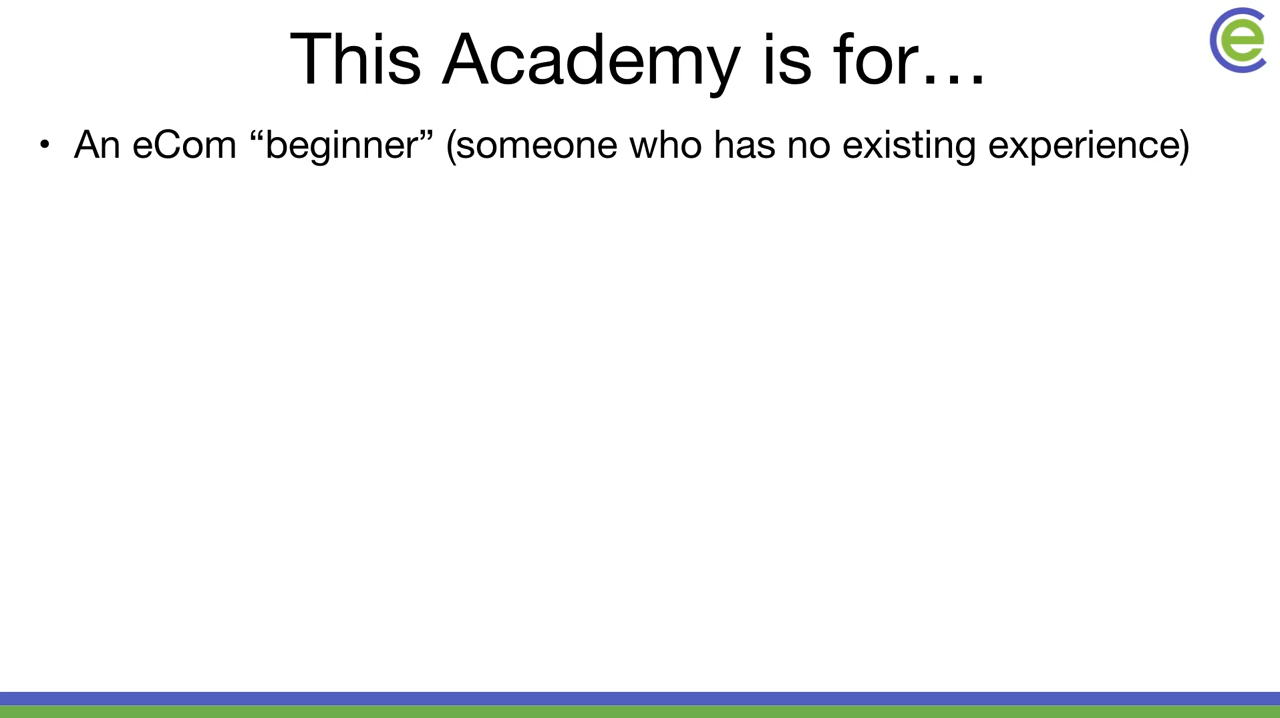 This Academy is for…
• An eCom “beginner” (someone who has no existing experience)